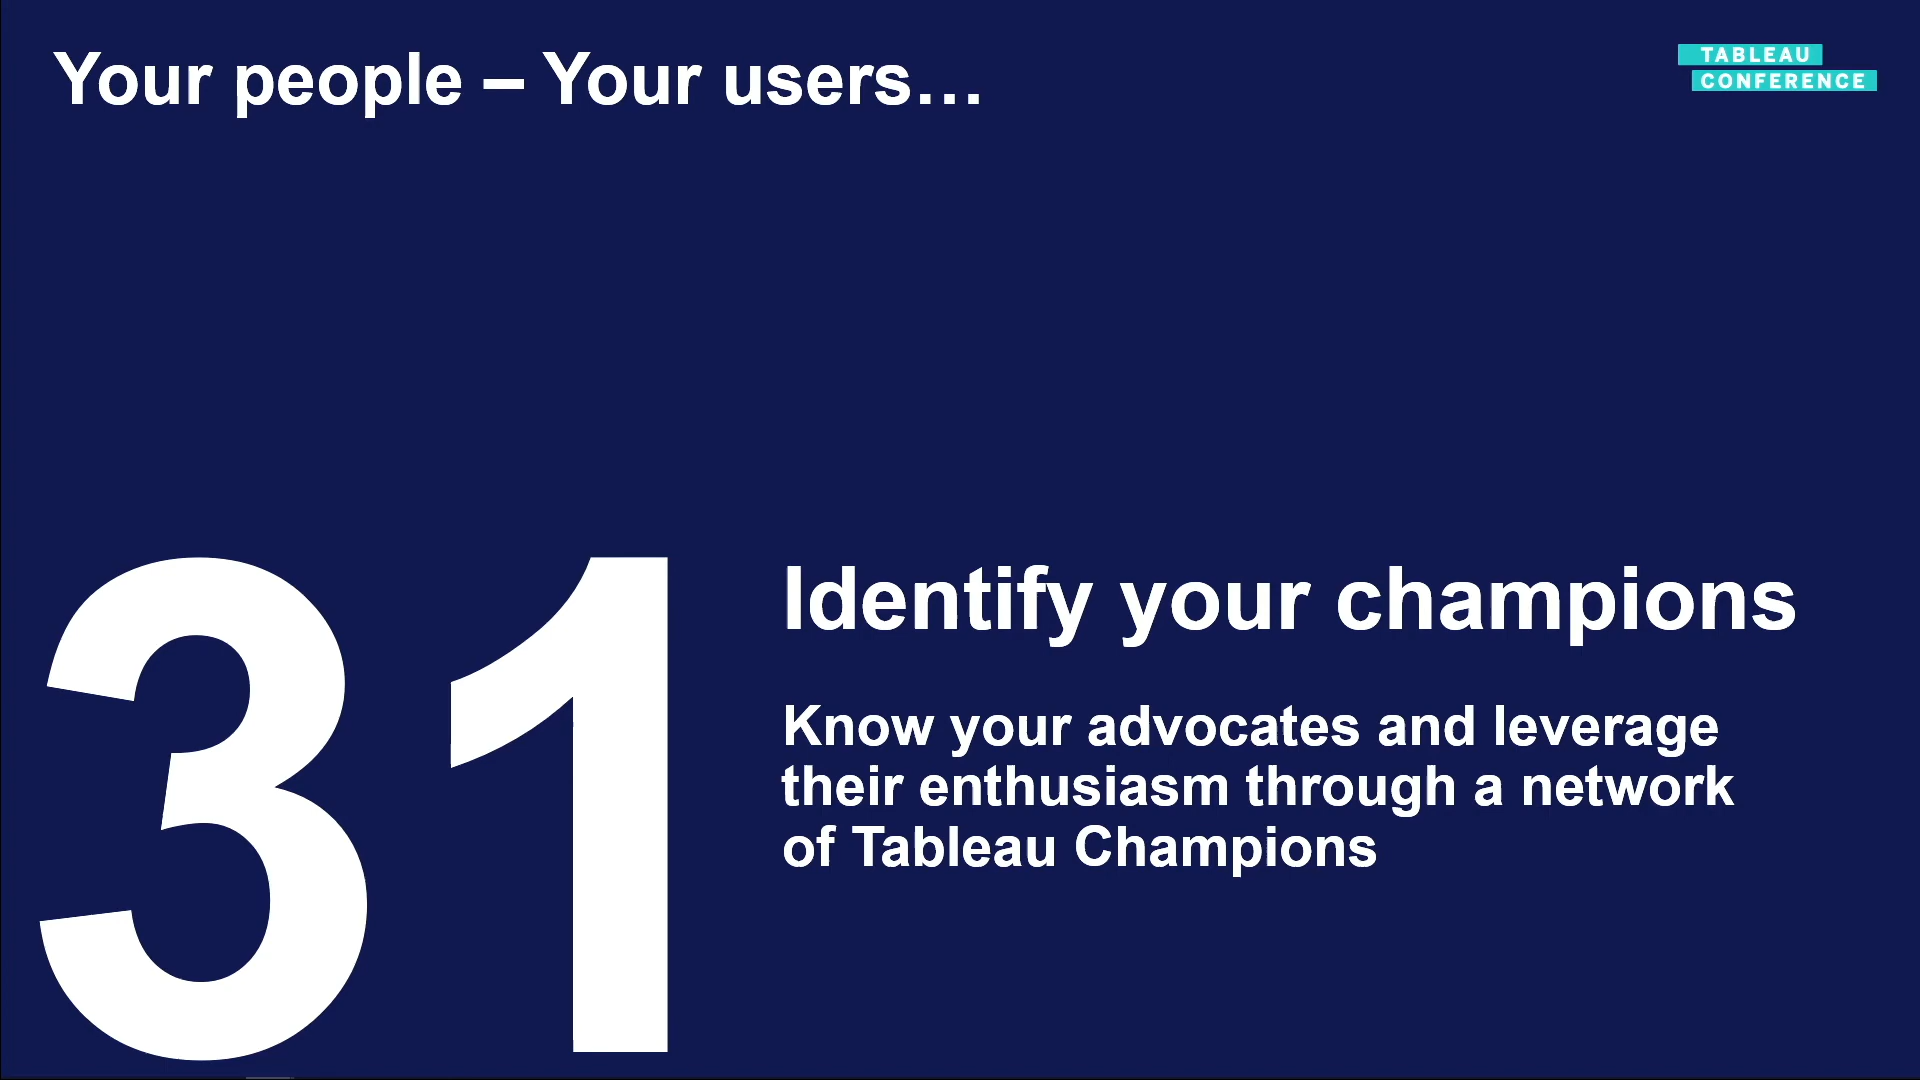 Your people – Your users…
TABLEAU
CONFERENCE
31
Identify your champions
Know your advocates and leverage
their enthusiasm through a network
of Tableau Champions